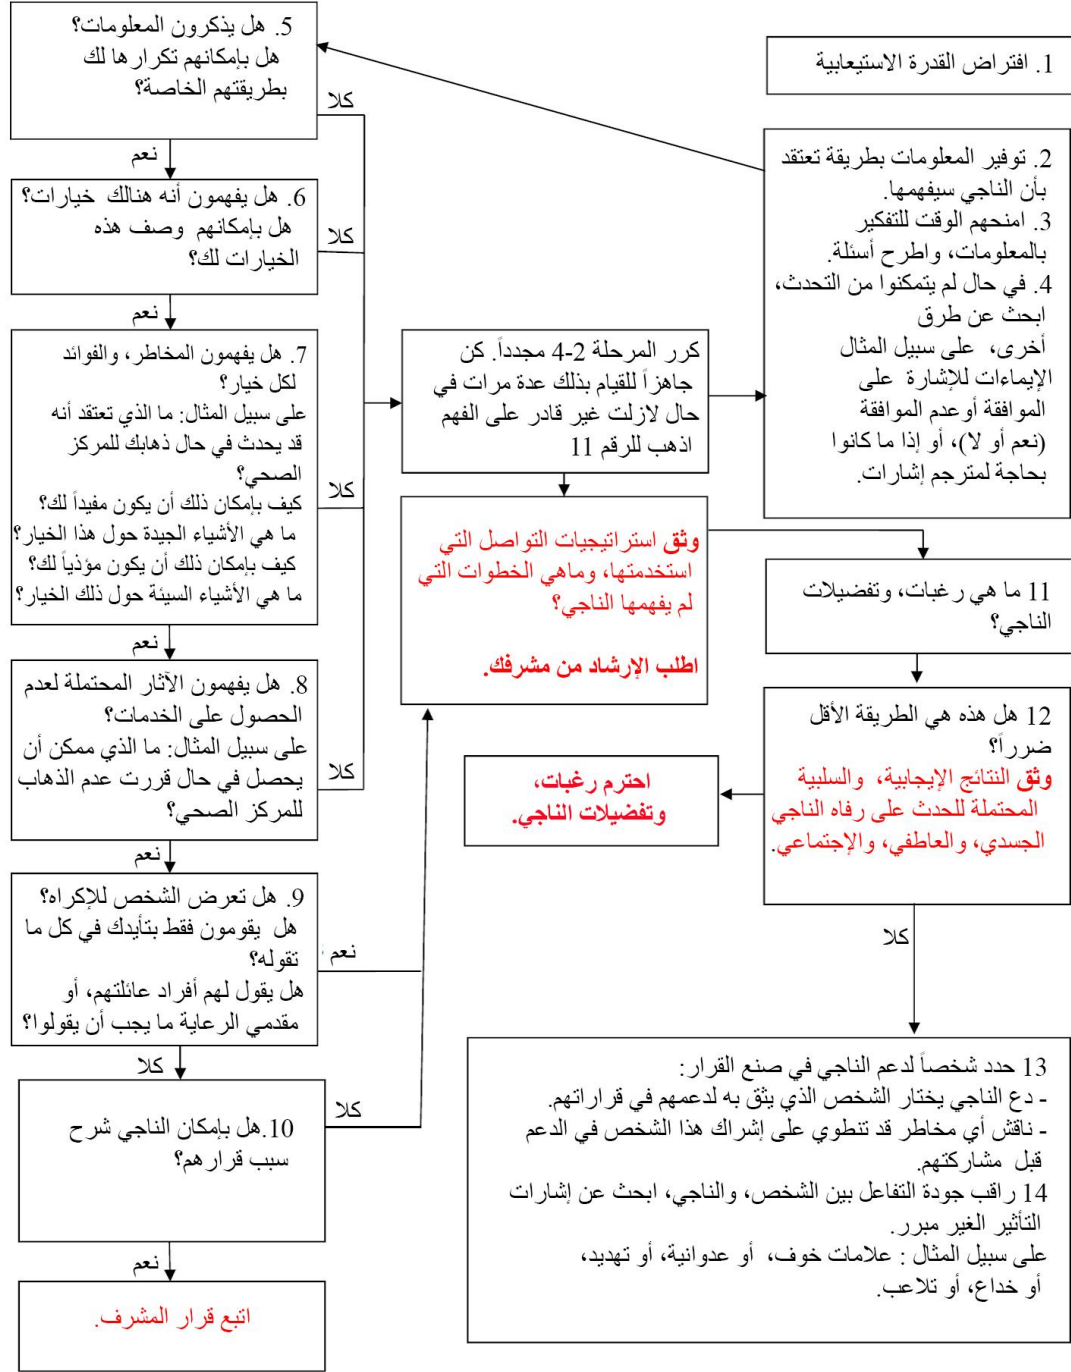 1. افتراض القدرة الاستيعابية
2. توفير المعلومات بطريقة تعتقد
بأن الناجي سيفهمها.
3. امنحهم الوقت للتفكير
بالمعلومات، واطرح أسئلة.
4. في حال لم يتمكنوا من التحدث،
ابحث عن طرق
أخرى، على سبيل المثال
الإيماءات للإشارة على
الموافقة أوعدم الموافقة
(نعم أو لا)، أو إذا ما كانوا
بحاجة لمترجم إشارات.
5. هل يذكرون المعلومات؟
هل بإمكانهم تكرارها لك
بطريقتهم الخاصة؟
كلا
نعم
6. هل يفهمون أنه هنالك خيارات؟
هل بإمكانهم وصف هذه
الخيارات لك؟
كلا
نعم
7. هل يفهمون المخاطر، والفوائد
لكل خيار؟
على سبيل المثال: ما الذي تعتقد أنه
قد يحدث في حال ذهابك للمركز
الصحي؟
كيف بإمكان ذلك أن يكون مفيداً لك؟
ما هي الأشياء الجيدة حول هذا الخيار؟
كيف بإمكان ذلك أن يكون مؤذياً لك؟
ما هي الأشياء السيئة حول ذلك الخيار؟
كلا
نعم
8. هل يفهمون الآثار المحتملة لعدم
الحصول على الخدمات؟
على سبيل المثال: ما الذي ممكن أن
يحصل في حال قررت عدم الذهاب
للمركز الصحي؟
كلا
نعم
9. هل تعرض الشخص للإكراه؟
هل يقومون فقط بتأيدك في كل ما
تقوله؟
هل يقول لهم أفراد عائلتهم، أو
مقدمي الرعاية ما يجب أن يقولوا؟
نعم
كلا
10.هل بإمكان الناجي شرح
سبب قرارهم؟
كلا
نعم
اتبع قرار المشرف.
كرر المرحلة 2-4 مجدداً. كن
جاهزاً للقيام بذلك عدة مرات في
حال لازلت غير قادر على الفهم
اذهب للرقم 11
وثق استراتيجيات التواصل التي
استخدمتها، وماهي الخطوات التي
لم يفهمها الناجي؟
اطلب الإرشاد من مشرفك.
11 ما هي رغبات، وتفضيلات
الناجي؟
12 هل هذه هي الطريقة الأقل
ضرراً؟
وثق النتائج الإيجابية، والسلبية
المحتملة للحدث على رفاه الناجي
الجسدي، والعاطفي، والإجتماعي.
احترم رغبات،
وتفضيلات الناجي.
كلا
13 حدد شخصاً لدعم الناجي في صنع القرار:
- دع الناجي يختار الشخص الذي يثق به لدعمهم في قراراتهم.
- ناقش أي مخاطر قد تنطوي على إشراك هذا الشخص في الدعم
قبل مشاركتهم.
14 راقب جودة التفاعل بين الشخص، والناجي، ابحث عن إشارات
التأثير الغير مبرر.
على سبيل المثال : علامات خوف، أو عدوانية، أو تهديد،
أو خداع، أو تلاعب.